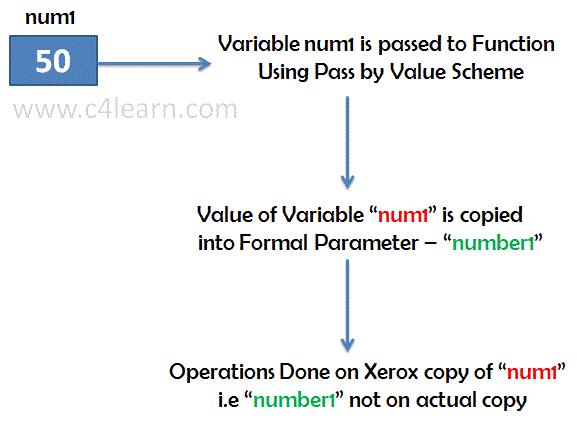 num1
50
www.c4learn.com
Variable num1 is passed to Function
Using Pass by Value Scheme
Value of Variable “num1” is copied
into Formal Parameter – “number1”
Operations Done on Xerox copy of “num1”
i.e “number1” not on actual copy